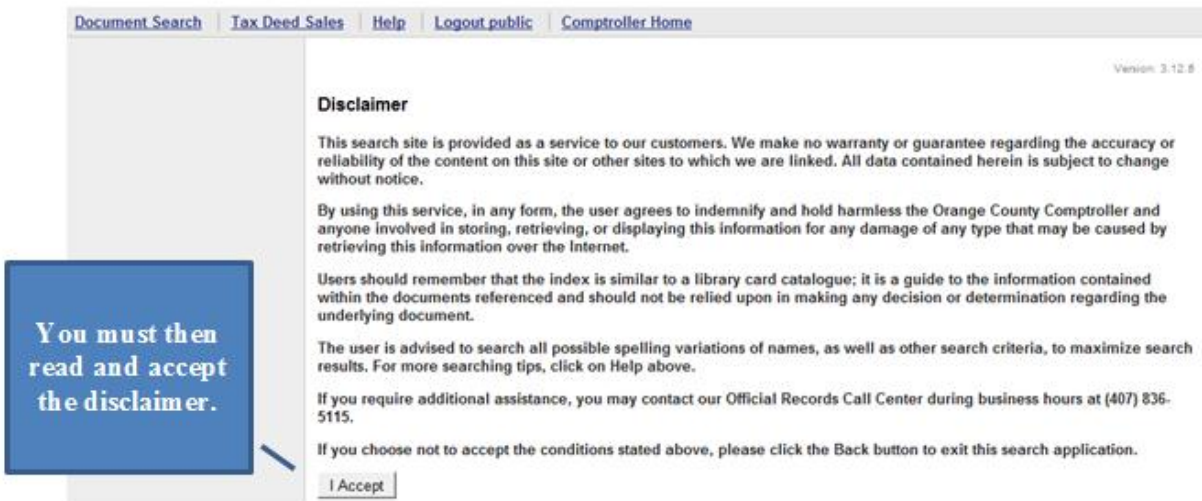 Document Search Tax Deed Sales Help Logout public Comptroller Home
Version: 3.12.8
Disclaimer
This search site is provided as a service to our customers. We make no warranty or guarantee regarding the accuracy or
reliability of the content on this site or other sites to which we are linked. All data contained herein is subject to change
without notice.
By using this service, in any form, the user agrees to indemnify and hold harmless the Orange County Comptroller and
anyone involved in storing, retrieving, or displaying this information for any damage of any type that may be caused by
retrieving this information over the Internet.
Users should remember that the index is similar to a library card catalogue; it is a guide to the information contained
within the documents referenced and should not be relied upon in making any decision or determination regarding the
underlying document.
The user is advised to search all possible spelling variations of names, as well as other search criteria, to maximize search
results. For more searching tips, click on Help above.
If you require additional assistance, you may contact our Official Records Call Center during business hours at (407) 836-
5115.
If you choose not to accept the conditions stated above, please click the Back button to exit this search application.
I Accept
You must then
read and accept
the disclaimer.